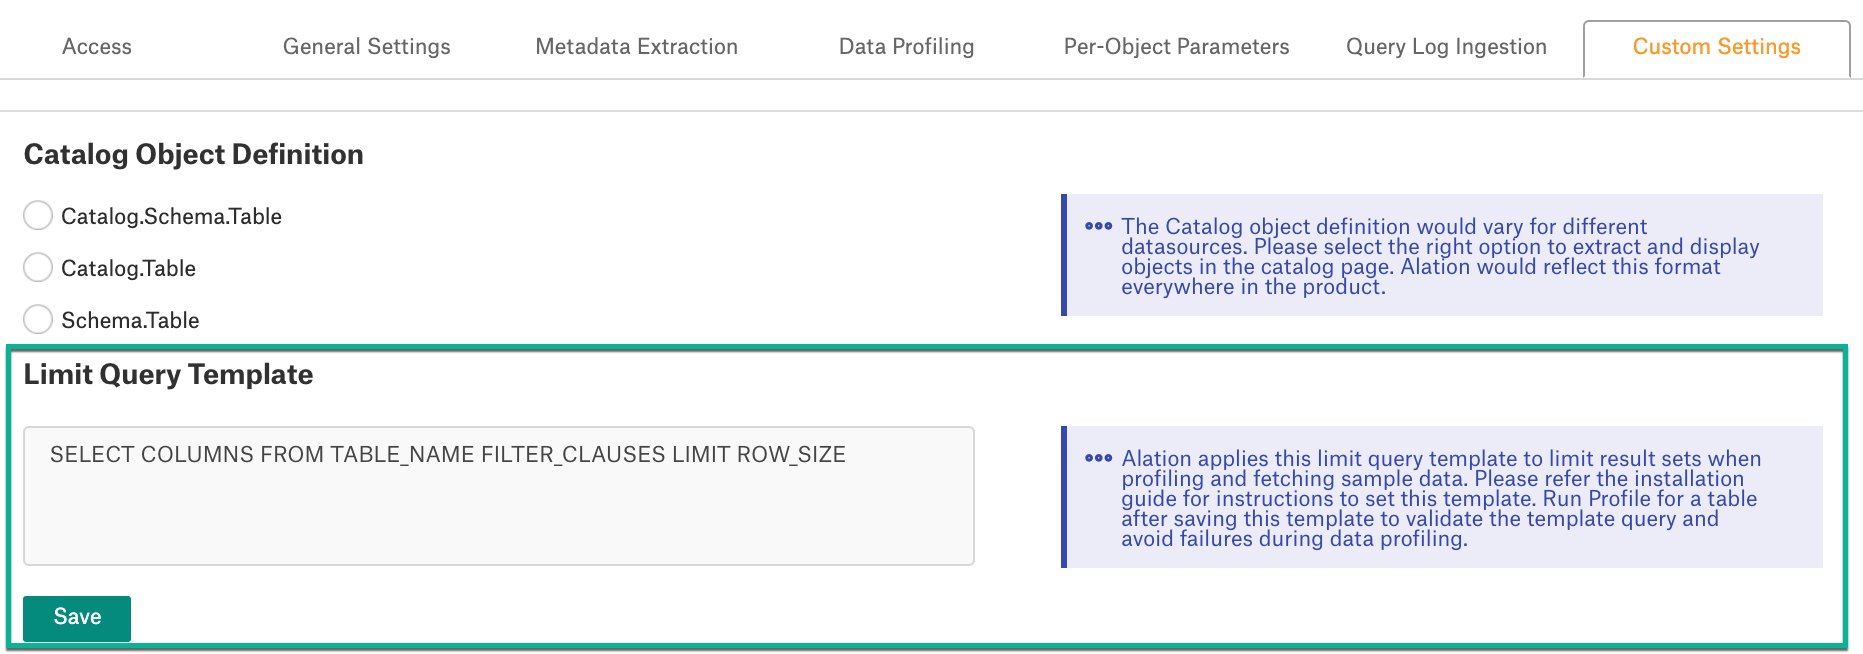 Access General Settings Metadata Extraction Data Profiling Per-Object Parameters Query Log Ingestion Custom Settings
Catalog Object Definition
Catalog.Schema.Table
Catalog.Table
Schema.Table
The Catalog object definition would vary for different
datasources. Please select the right option to extract and display
objects in the catalog page. Alation would reflect this format
everywhere in the product.
Limit Query Template
SELECT COLUMNS FROM TABLE_NAME FILTER_CLAUSES LIMIT ROW_SIZE
Alation applies this limit query template to limit result sets when
profiling and fetching sample data. Please refer the installation
guide for instructions to set this template. Run Profile for a table
after saving this template to validate the template query and
avoid failures during data profiling.
Save